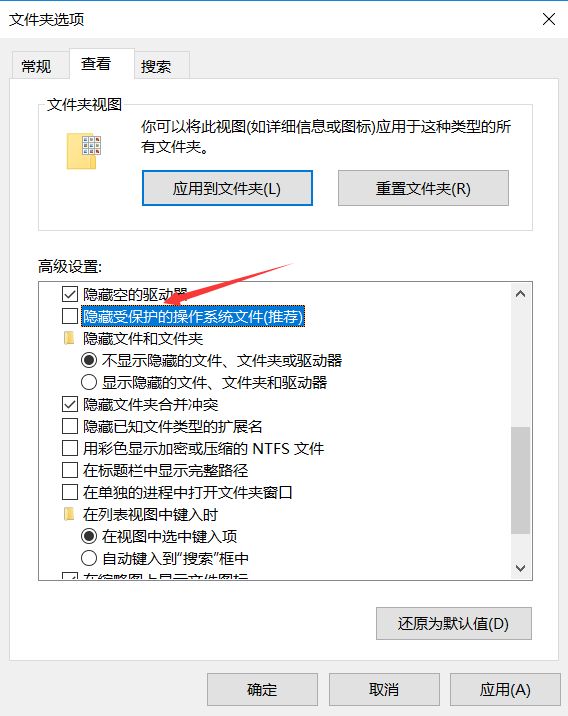 文件夹选项
常规
查看
搜索
文件夹视图
你可以将此视图(如详细信息或图标)应用于这种类型的所
有文件夹。
应用到文件夹(L)
重置文件夹(R)
高级设置:
隐藏空的驱动器
隐藏受保护的操作系统文件(推荐)
隐藏文件和文件夹
不显示隐藏的文件、文件夹或驱动器
显示隐藏的文件、文件夹和驱动器
隐藏文件夹合并冲突
隐藏已知文件类型的扩展名
用彩色显示加密或压缩的 NTFS 文件
在标题栏中显示完整路径
在单独的进程中打开文件夹窗口
在列表视图中键入时
在视图中选中键入项
自动键入到“搜索”框中
在缩略图上显示文件图标
还原为默认值(D)
确定
取消
应用(A)